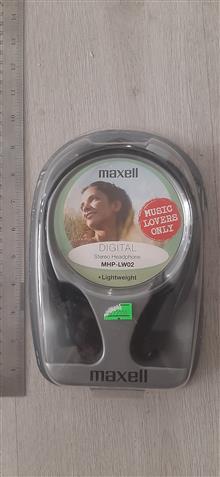 maxell
MUSIC
LOVERS
ONLY
DIGITAL
Stereo Headphone
MHP-LW02
•Lightweight
maxell